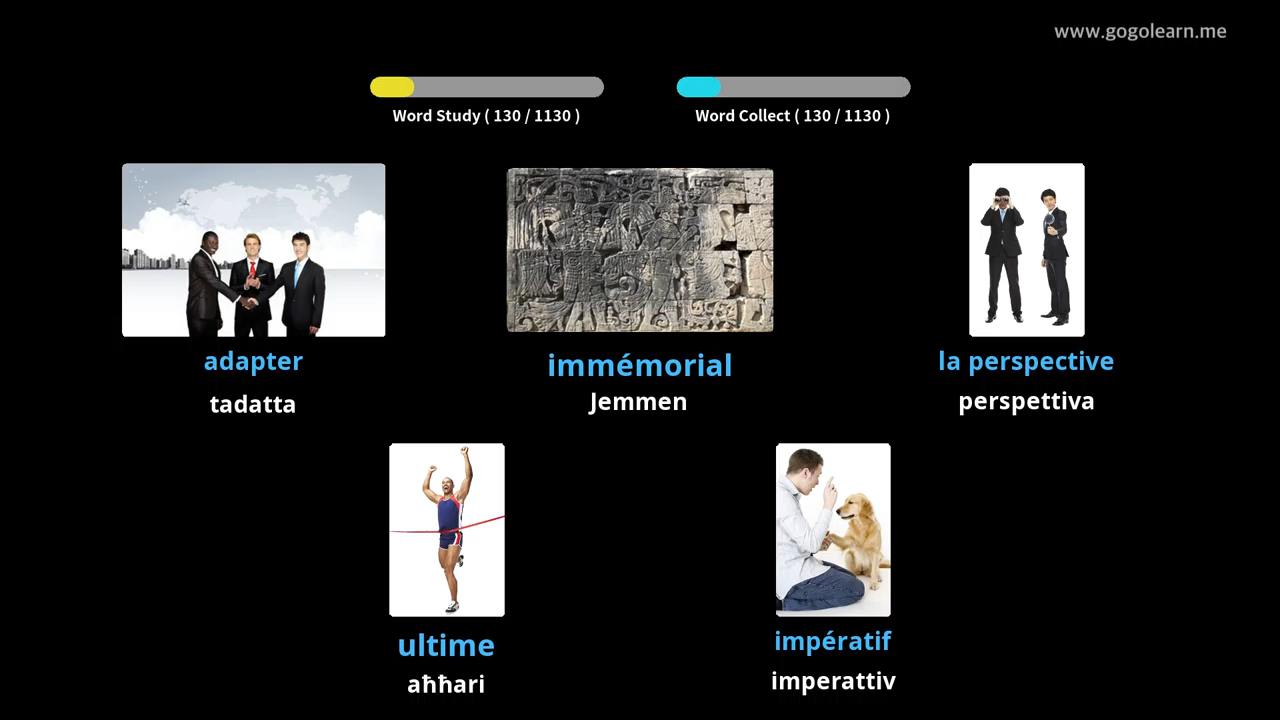 www.gogolearn.me
Word Study ( 130 / 1130 )
Word Collect ( 130 / 1130 )
adapter
tadatta
immémorial
Jemmen
la perspective
perspettiva
ultime
aħħari
impératif
imperattiv